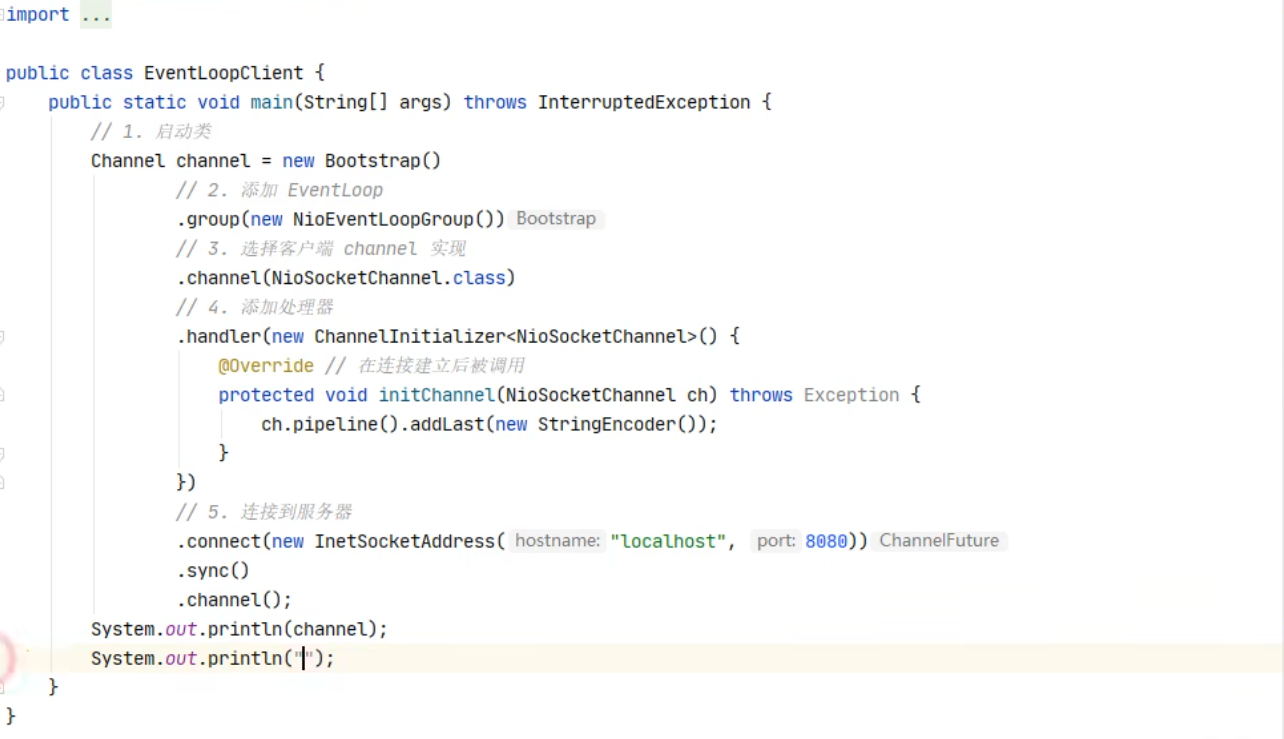 import ...
public class EventLoopClient {
public static void main(String[] args) throws InterruptedException {
// 1. 启动类
Channel channel = new Bootstrap()
// 2. 添加 EventLoop
.group(new NioEventLoopGroup()) Bootstrap
// 3. 选择客户端 channel 实现
.channel(NioSocketChannel.class)
// 4. 添加处理器
.handler(new ChannelInitializer<NioSocketChannel>() {
@Override // 在连接建立后被调用
protected void initChannel(NioSocketChannel ch) throws Exception {
ch.pipeline().addLast(new StringEncoder());
}
})
// 5. 连接到服务器
.connect(new InetSocketAddress( hostname: "localhost", port: 8080)) ChannelFuture
.sync()
.channel();
System.out.println(channel);
System.out.println("");
}
}